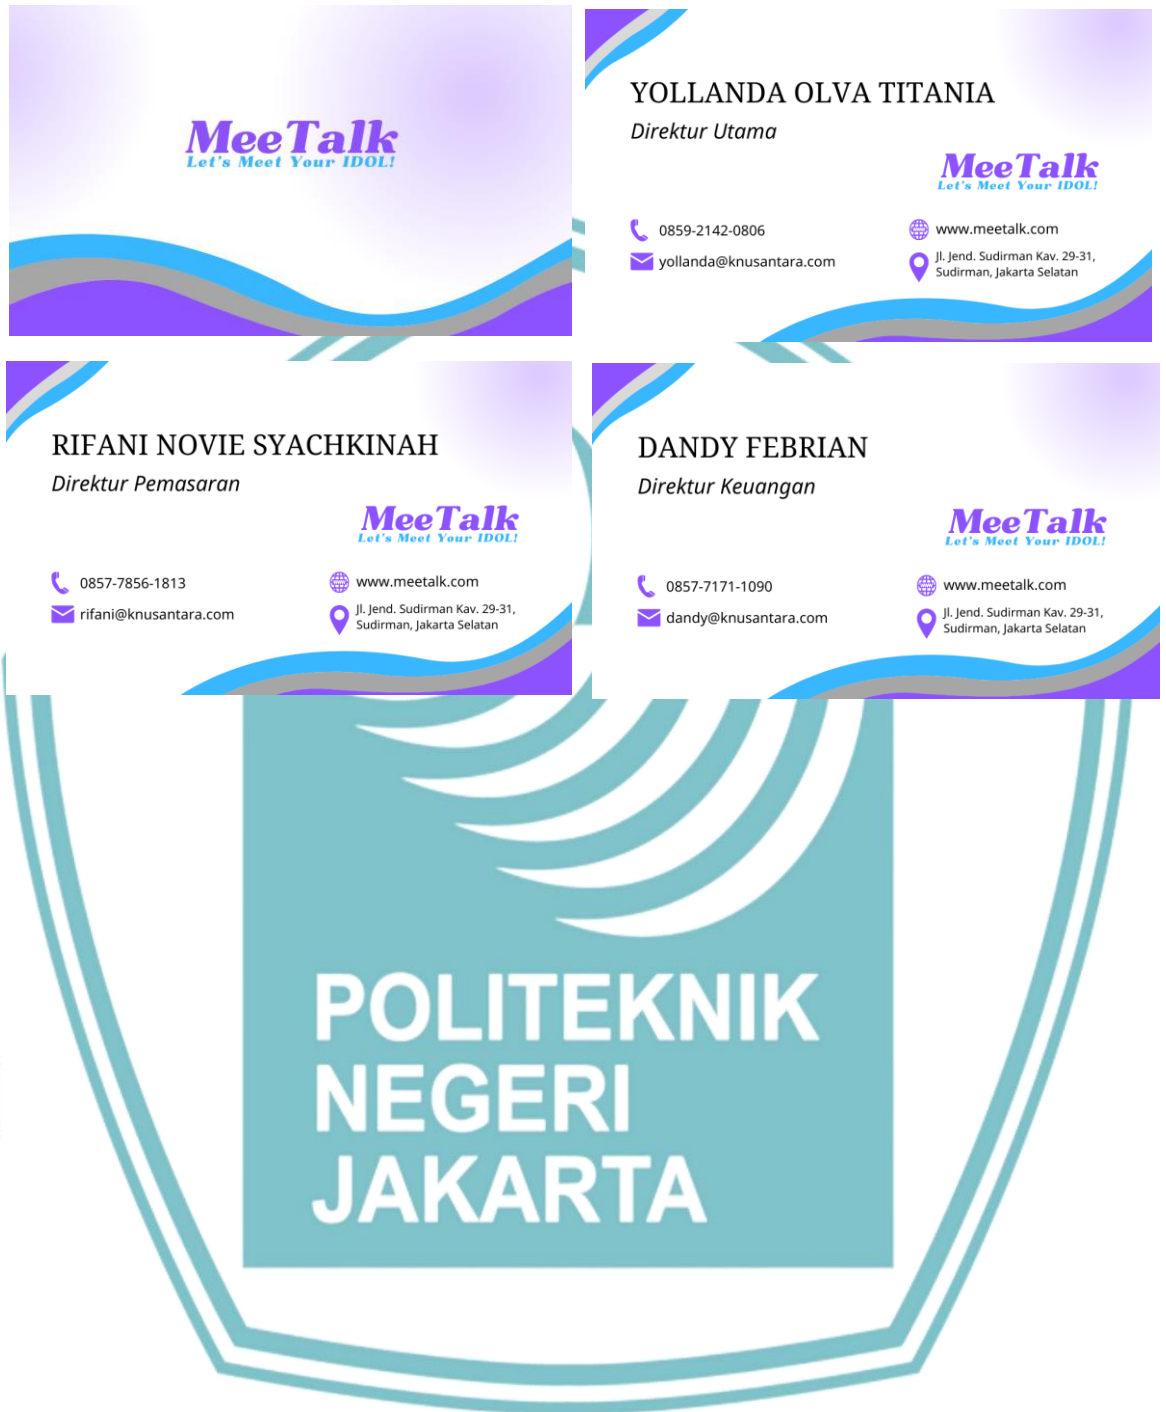 MeeTalk
Let's Meet Your IDOL!
YOLLANDA OLVA TITANIA
Direktur Utama
MeeTalk
Let's Meet Your IDOL!
0859-2142-0806
www.meetalk.com
yollanda@knusantara.com
Jl. Jend. Sudirman Kav. 29-31,
Sudirman, Jakarta Selatan
RIFANI NOVIE SYACHKINAH
Direktur Pemasaran
MeeTalk
Let's Meet Your IDOL!
0857-7856-1813
www.meetalk.com
rifani@knusantara.com
Jl. Jend. Sudirman Kav. 29-31,
Sudirman, Jakarta Selatan
DANDY FEBRIAN
Direktur Keuangan
MeeTalk
Let's Meet Your IDOL!
0857-7171-1090
www.meetalk.com
dandy@knusantara.com
Jl. Jend. Sudirman Kav. 29-31,
Sudirman, Jakarta Selatan
POLITEKNIK
NEGERI
JAKARTA